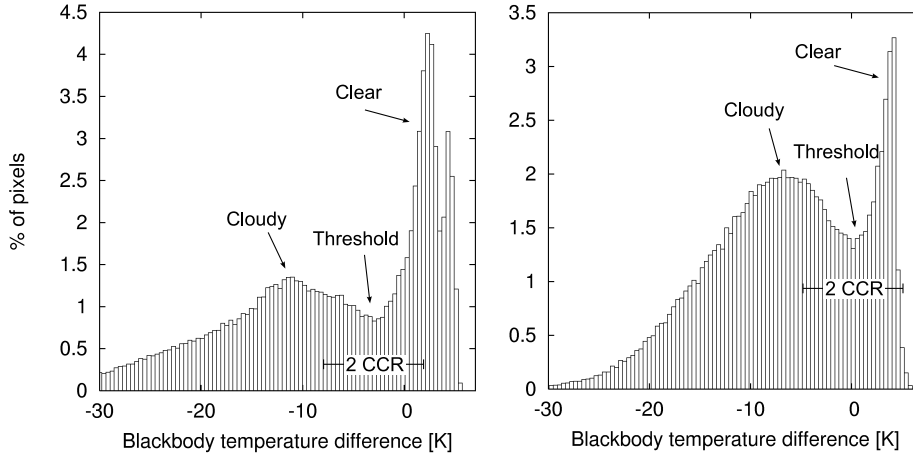 % of pixels
4.5
4
3.5
3
2.5
2
1.5
1
0.5
0
-30
-20
-10
0
Blackbody temperature difference [K]
Clear
Cloudy
Threshold
2 CCR
3.5
3
2.5
2
1.5
1
0.5
0
-30
-20
-10
0
Blackbody temperature difference [K]
Clear
Cloudy
Threshold
2 CCR